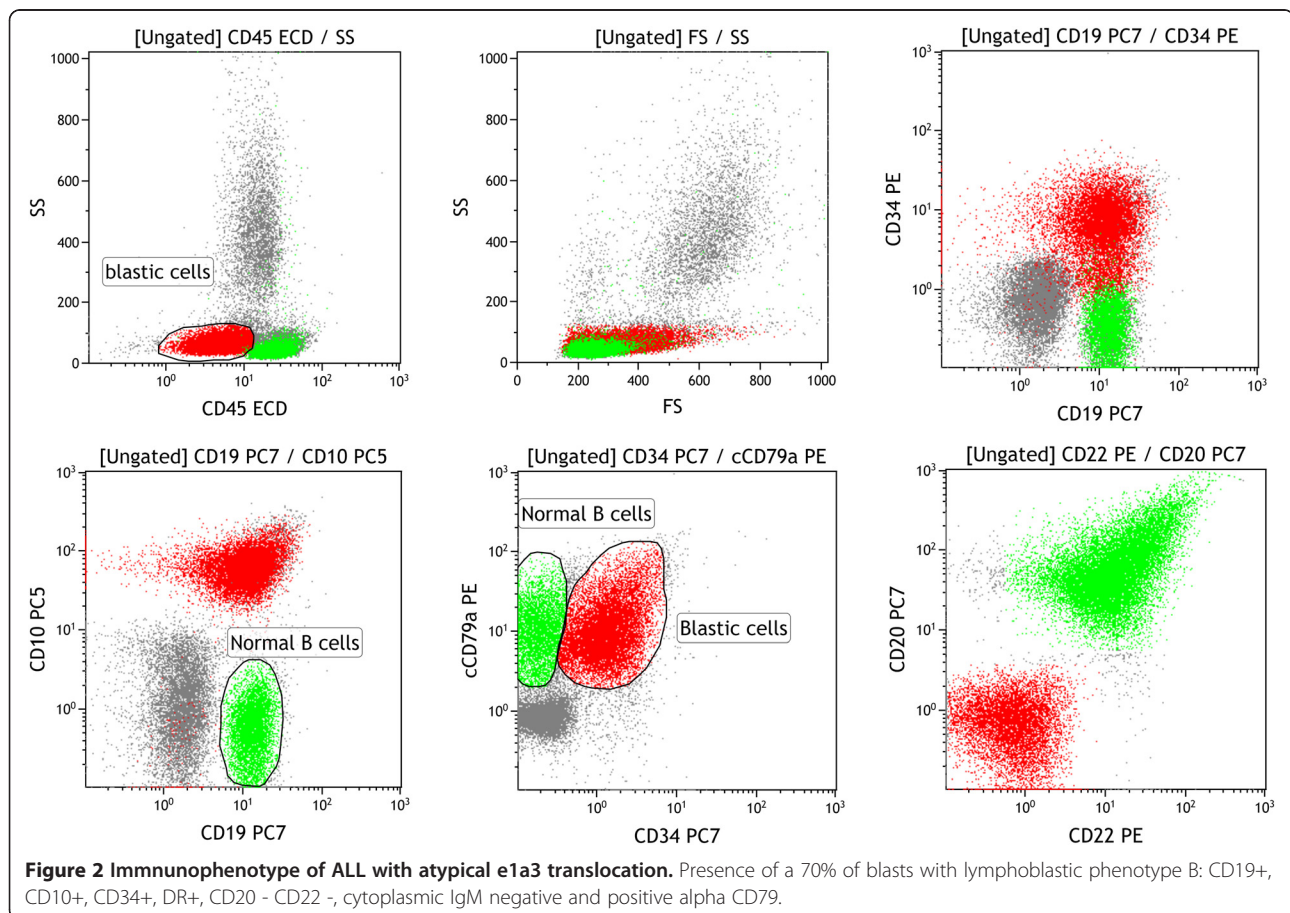 [Ungated] CD45 ECD / SS
1000
800
600
400
200
0
SS
blastic cells
10⁰ 10¹ 10² 10³
CD45 ECD
[Ungated] FS / SS
1000
800
600
400
200
0
SS
0 200 400 600 800 1000
FS
[Ungated] CD19 PC7 / CD34 PE
10³
10²
10¹
10⁰
CD34 PE
10⁰ 10¹ 10² 10³
CD19 PC7
[Ungated] CD19 PC7 / CD10 PC5
10³
10²
10¹
10⁰
CD10 PC5
Normal B cells
10⁰ 10¹ 10² 10³
CD19 PC7
[Ungated] CD34 PC7 / cCD79a PE
10³
10²
10¹
10⁰
cCD79a PE
Normal B cells
Blastic cells
10⁰ 10¹ 10² 10³
CD34 PC7
[Ungated] CD22 PE / CD20 PC7
10³
10²
10¹
10⁰
CD20 PC7
10⁰ 10¹ 10² 10³
CD22 PE
Figure 2 Immnunophenotype of ALL with atypical e1a3 translocation. Presence of a 70% of blasts with lymphoblastic phenotype B: CD19+,
CD10+, CD34+, DR+, CD20 - CD22 -, cytoplasmic IgM negative and positive alpha CD79.